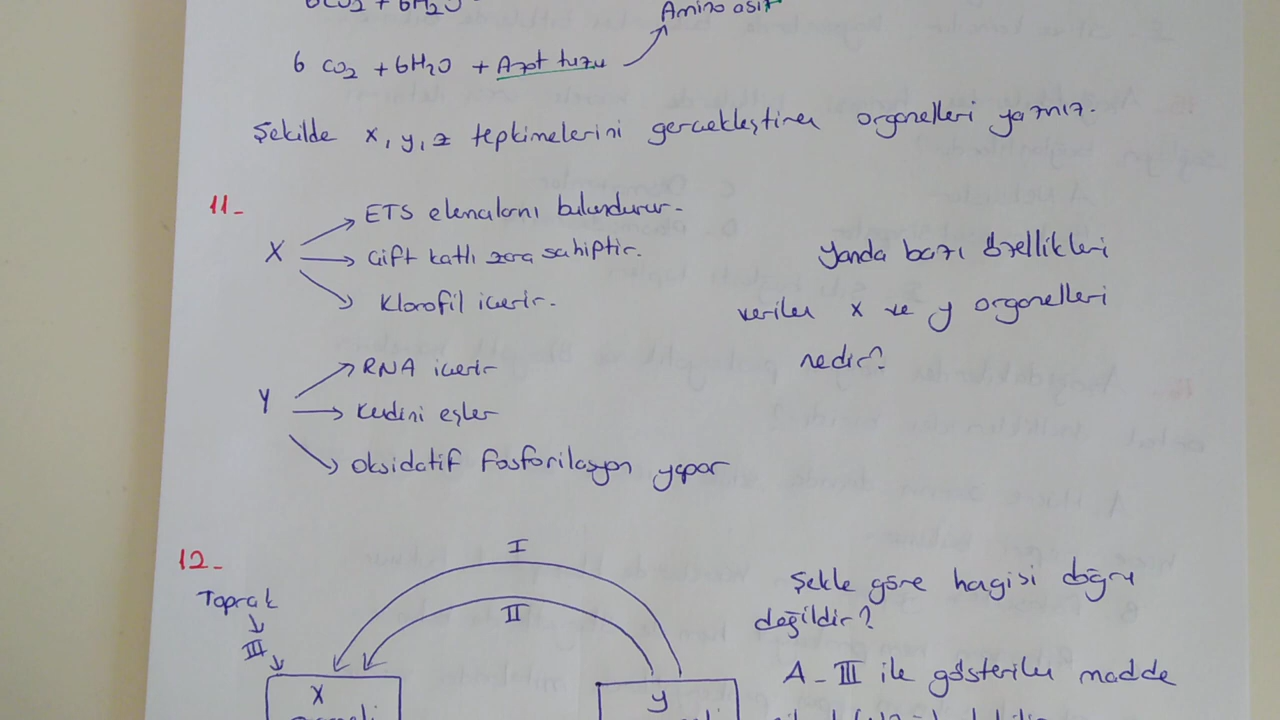 6CO2 + 6H2O
Amino asit
6 CO2 + 6H2O + Azot tuzu
Şekilde x, y, z tepkimelerini gerçekleştiren organelleri yazınız.
11-
X
ETS elemanlarını bulundurur.
Çift katlı zara sahiptir.
Klorofil içerir.
Yanda bazı özellikleri
verilen x ve y organelleri
nedir?
Y
RNA içerir
Kendini eşler
Oksidatif fosforilasyon yapar
12-
Toprak
III
I
II
X
y
Şekle göre hangisi doğru
değildir?
A - III ile gösterilen madde